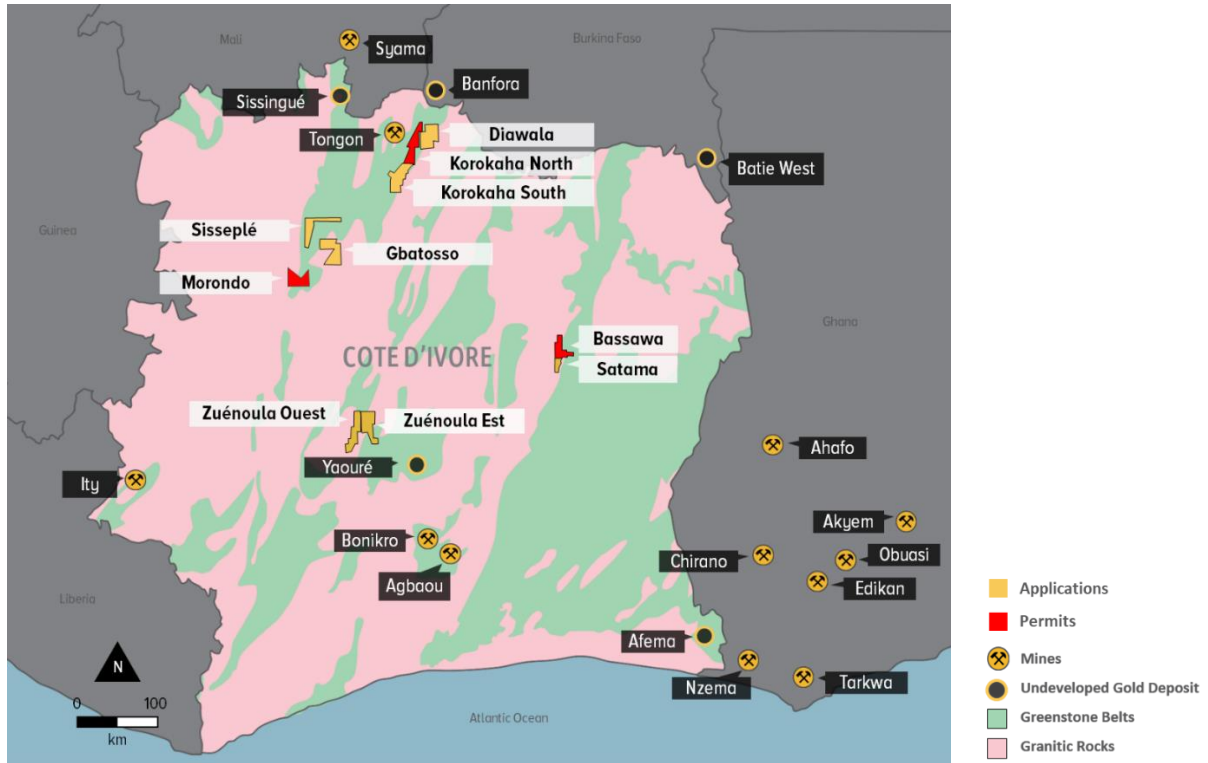 Mali
Burkina Faso
Syama
Banfora
Sissingué
Tongon
Diawala
Korokaha North
Batie West
Korokaha South
Guinea
Sisseplé
Gbatosso
Morondo
Ghana
Bassawa
COTE D'IVORE
Satama
Zuénoula Ouest
Zuénoula Est
Ahafo
Yaouré
Ity
Akyem
Bonikro
Chirano
Obuasi
Agbaou
Edikan
Liberia
Afema
N
Nzema
Tarkwa
0 100
km
Atlantic Ocean
Applications
Permits
Mines
Undeveloped Gold Deposit
Greenstone Belts
Granitic Rocks